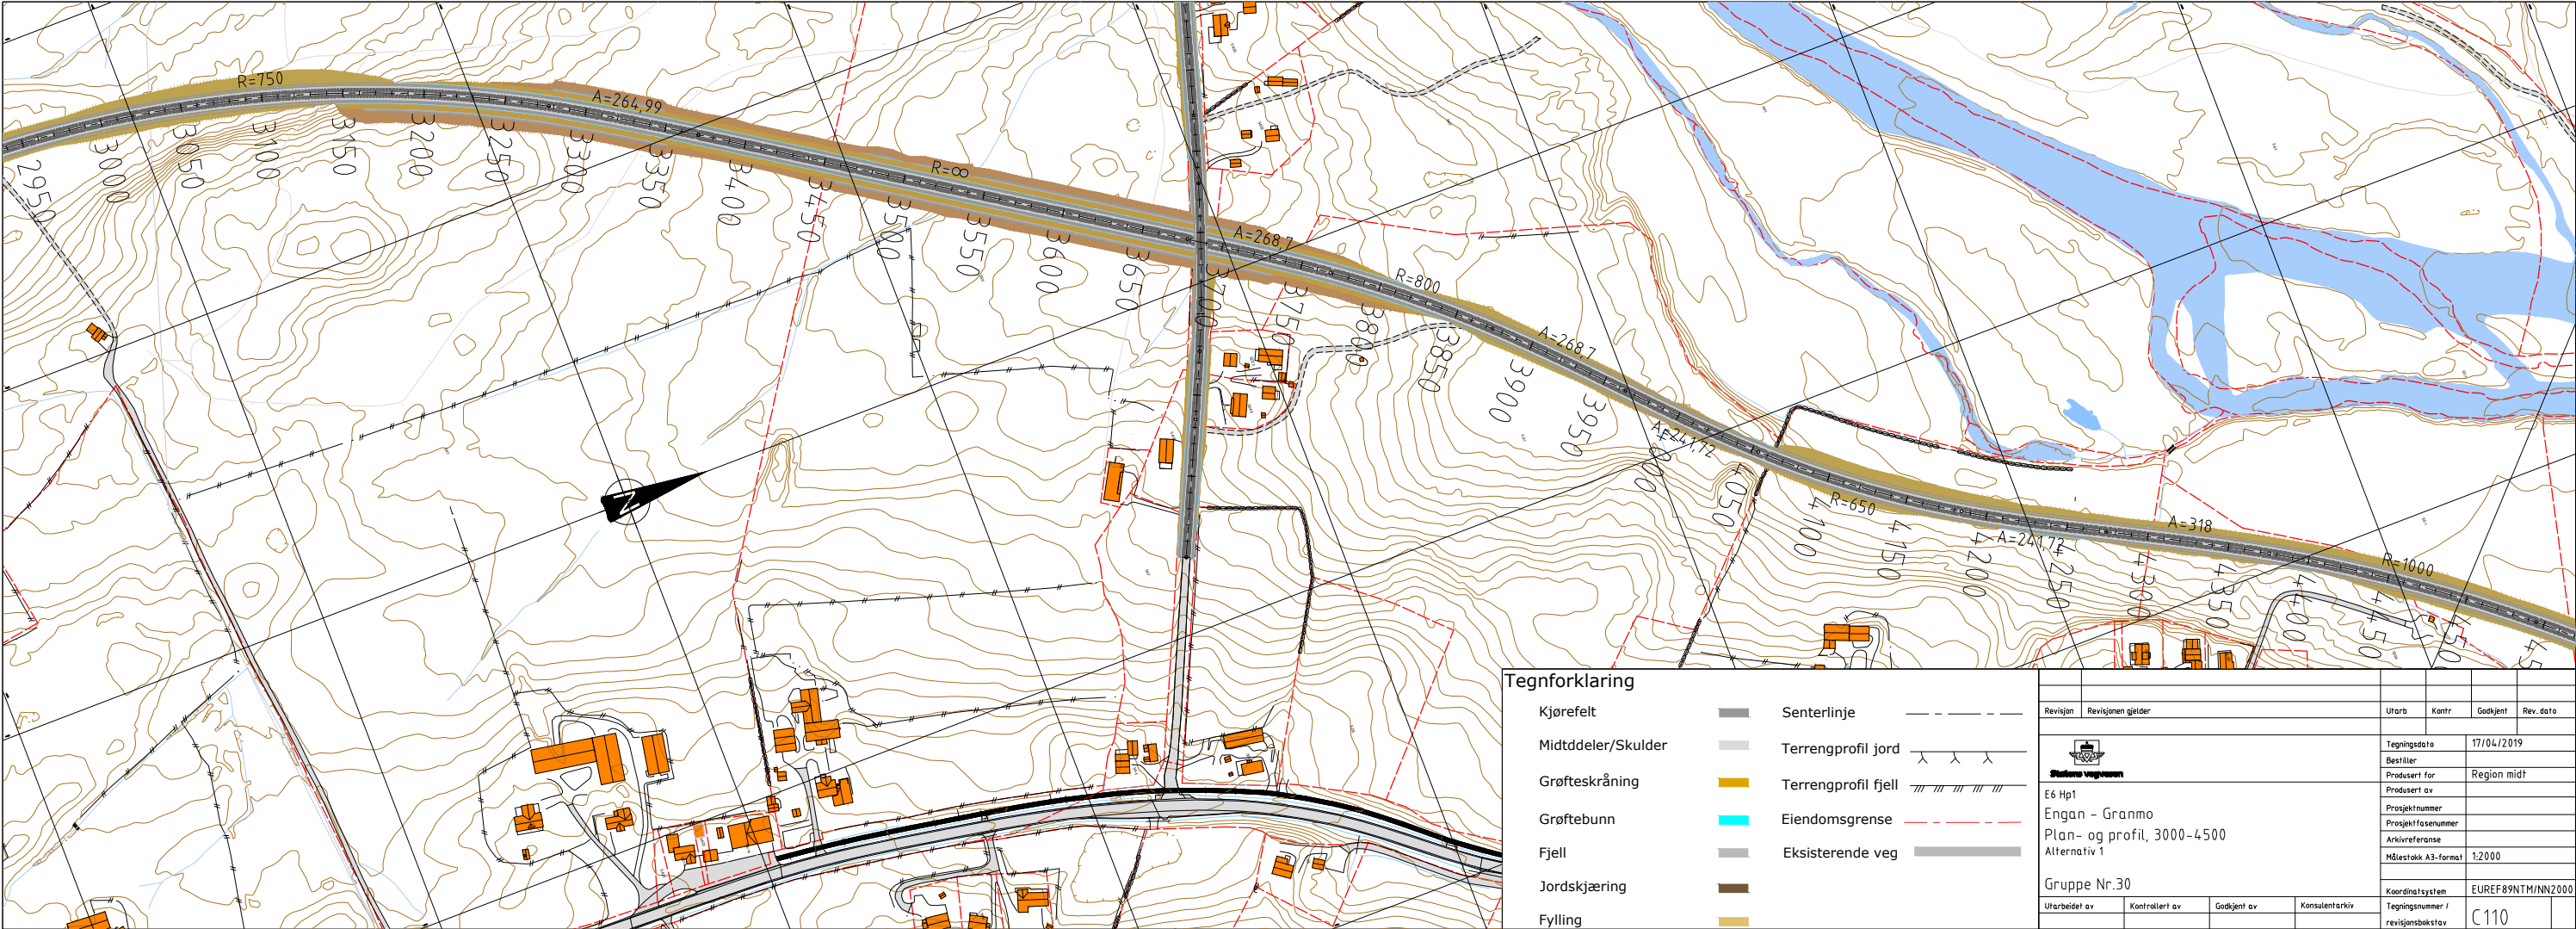 R=750
A=264,99
R=∞
A=268,7
R=800
A=268,7
A=241,72
R=650
A=241,72
A=318
R=1000
2950
3000
3050
3100
3150
3200
3250
3300
3350
3400
3450
3500
3550
3600
3650
3700
3750
3800
3850
3900
3950
4000
4050
4100
4150
4200
4250
4300
4350
4400
4450
N
Tegnforklaring
Kjørefelt
Midtddeler/Skulder
Grøfteskråning
Grøftebunn
Fjell
Jordskjæring
Fylling
Senterlinje
Terrengprofil jord
Terrengprofil fjell
Eiendomsgrense
Eksisterende veg
Revisjon Revisjonen gjelder Utarb Kontr Godkjent Rev. dato
Statens vegvesen
E6 Hp1
Engan - Granmo
Plan- og profil, 3000-4500
Alternativ 1
Gruppe Nr.30
Tegningsdato 17/04/2019
Bestiller
Produsert for Region midt
Produsert av
Prosjektnummer
Prosjektfasenummer
Arkivreferanse
Målestokk A3-format 1:2000
Koordinatsystem EUREF89NTM/NN2000
Utarbeidet av Kontrollert av Godkjent av Konsulentarkiv
Tegningsnummer /
revisjonsbokstav C110